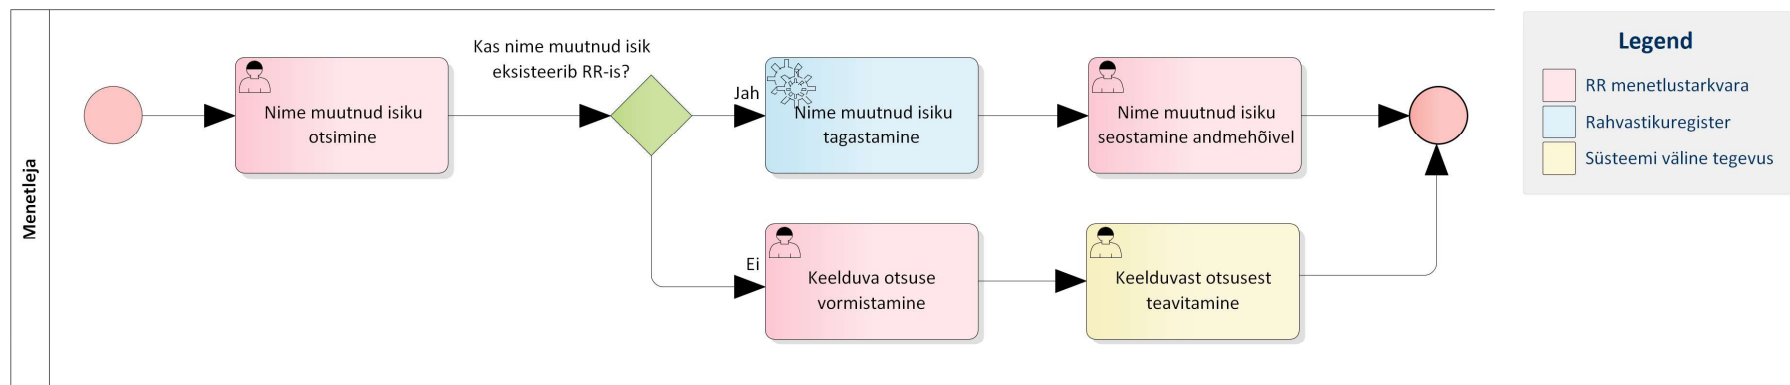 Menetleja
Nime muutnud isiku
otsimine
Kas nime muutnud isik
eksisteerib RR-is?
Jah
Nime muutnud isiku
tagastamine
Nime muutnud isiku
seostamine andmehõivel
Ei
Keelduva otsuse
vormistamine
Keelduvast otsusest
teavitamine
Legend
RR menetlustarkvara
Rahvastikuregister
Süsteemi väline tegevus